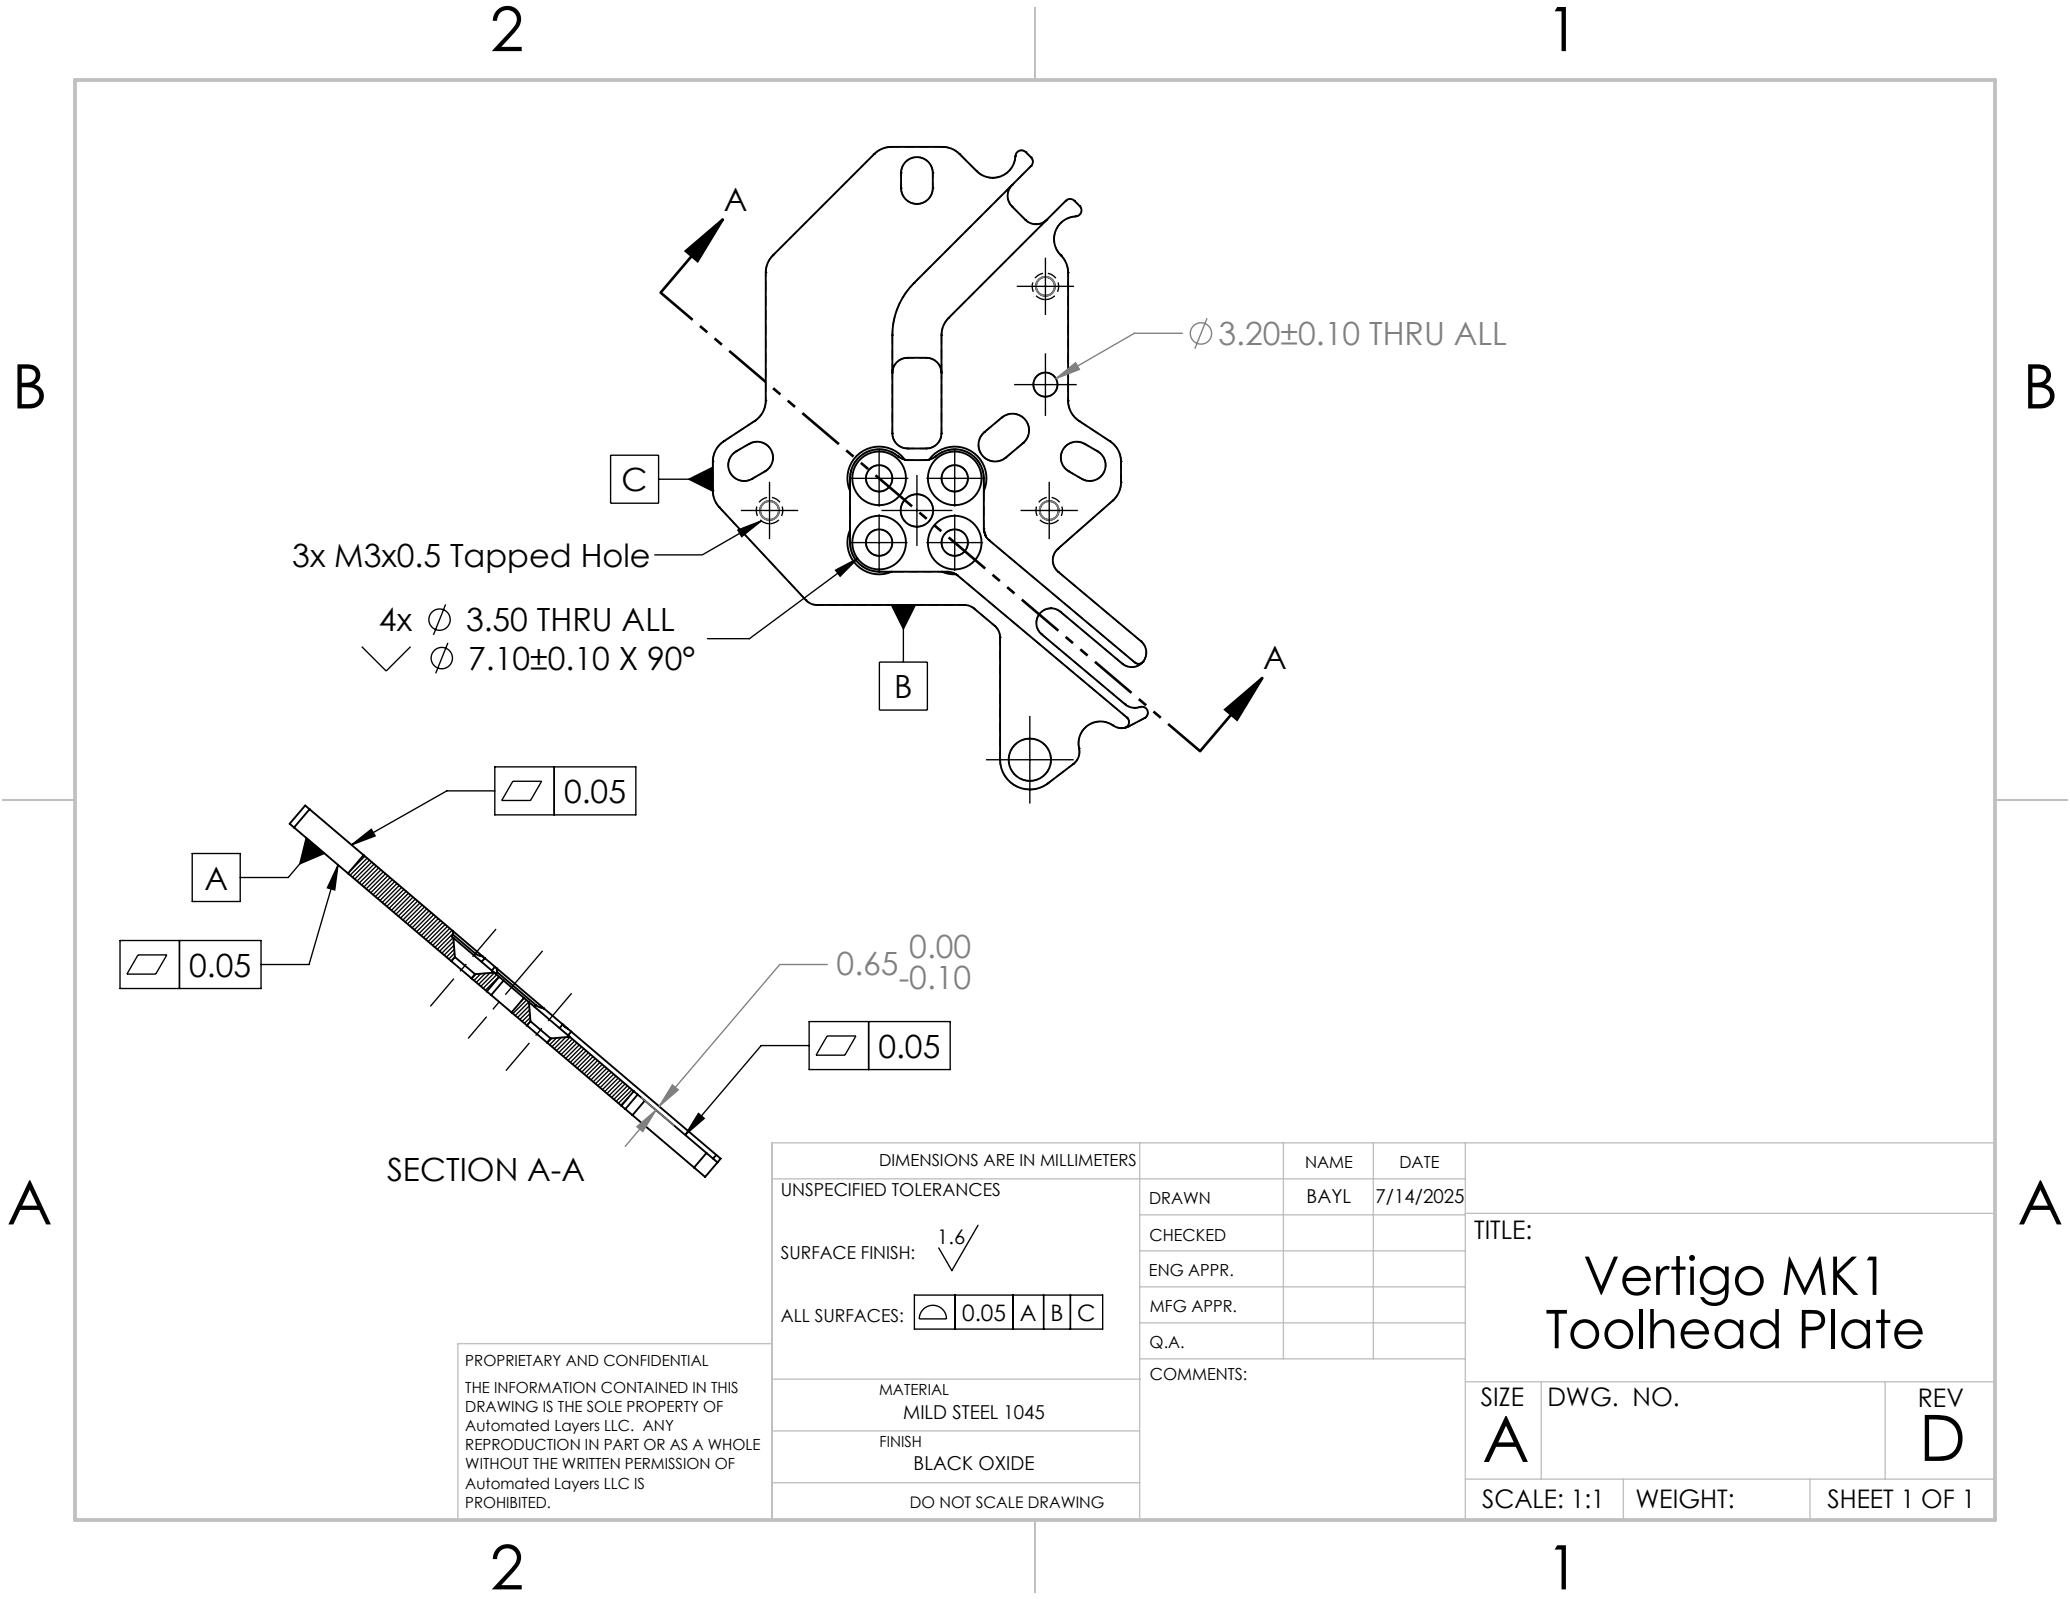 2
1
B
B
A
A
∅3.20±0.10 THRU ALL
C
3x M3x0.5 Tapped Hole
4x ∅ 3.50 THRU ALL
⌵ ∅ 7.10±0.10 X 90°
B
A
⏥ 0.05
A
⏥ 0.05
0.65 0.00
-0.10
⏥ 0.05
SECTION A-A
A
A
DIMENSIONS ARE IN MILLIMETERS
UNSPECIFIED TOLERANCES
SURFACE FINISH: 1.6
ALL SURFACES: ⌓ 0.05 A B C
MATERIAL
MILD STEEL 1045
FINISH
BLACK OXIDE
DO NOT SCALE DRAWING
NAME DATE
DRAWN BAYL 7/14/2025
CHECKED
ENG APPR.
MFG APPR.
Q.A.
COMMENTS:
TITLE:
Vertigo MK1
Toolhead Plate
SIZE DWG. NO. REV
A D
SCALE: 1:1 WEIGHT: SHEET 1 OF 1
PROPRIETARY AND CONFIDENTIAL
THE INFORMATION CONTAINED IN THIS
DRAWING IS THE SOLE PROPERTY OF
Automated Layers LLC. ANY
REPRODUCTION IN PART OR AS A WHOLE
WITHOUT THE WRITTEN PERMISSION OF
Automated Layers LLC IS
PROHIBITED.
2
1